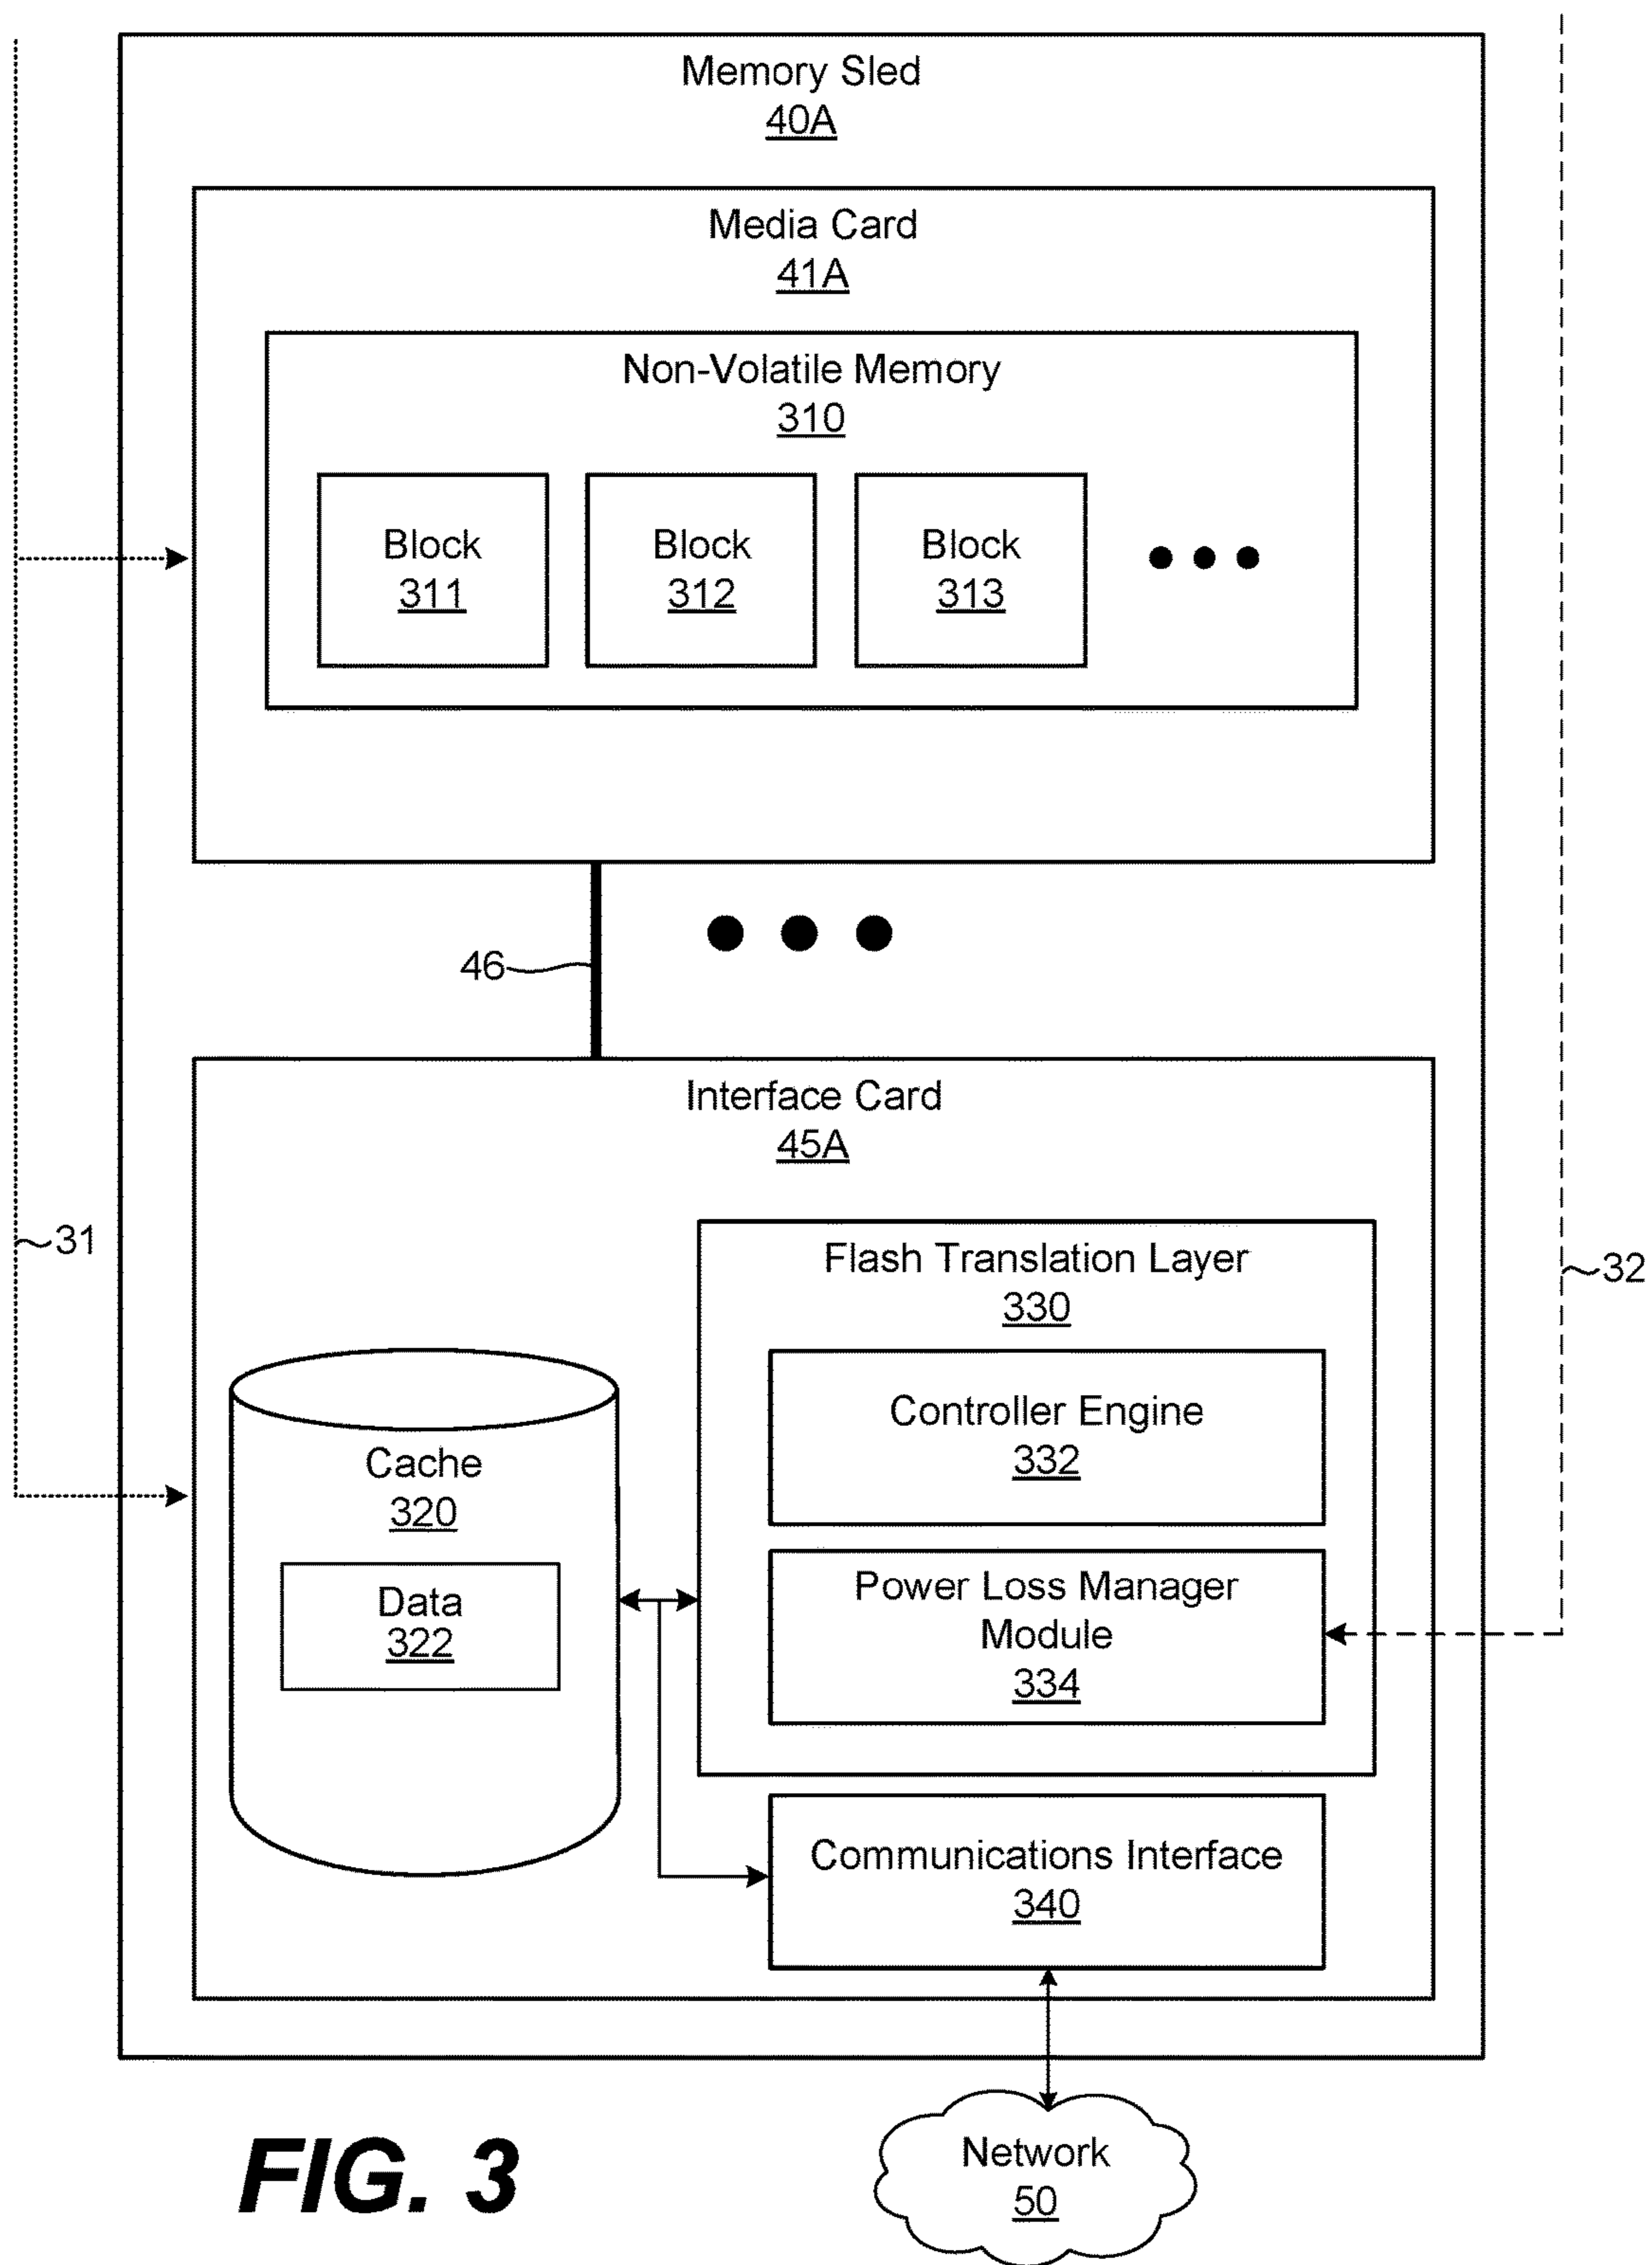 Memory Sled
40A
Media Card
41A
Non-Volatile Memory
310
Block
311
Block
312
Block
313
46
Interface Card
45A
31
Flash Translation Layer
330
32
Controller Engine
332
Cache
320
Data
322
Power Loss Manager
Module
334
Communications Interface
340
Network
50
FIG. 3